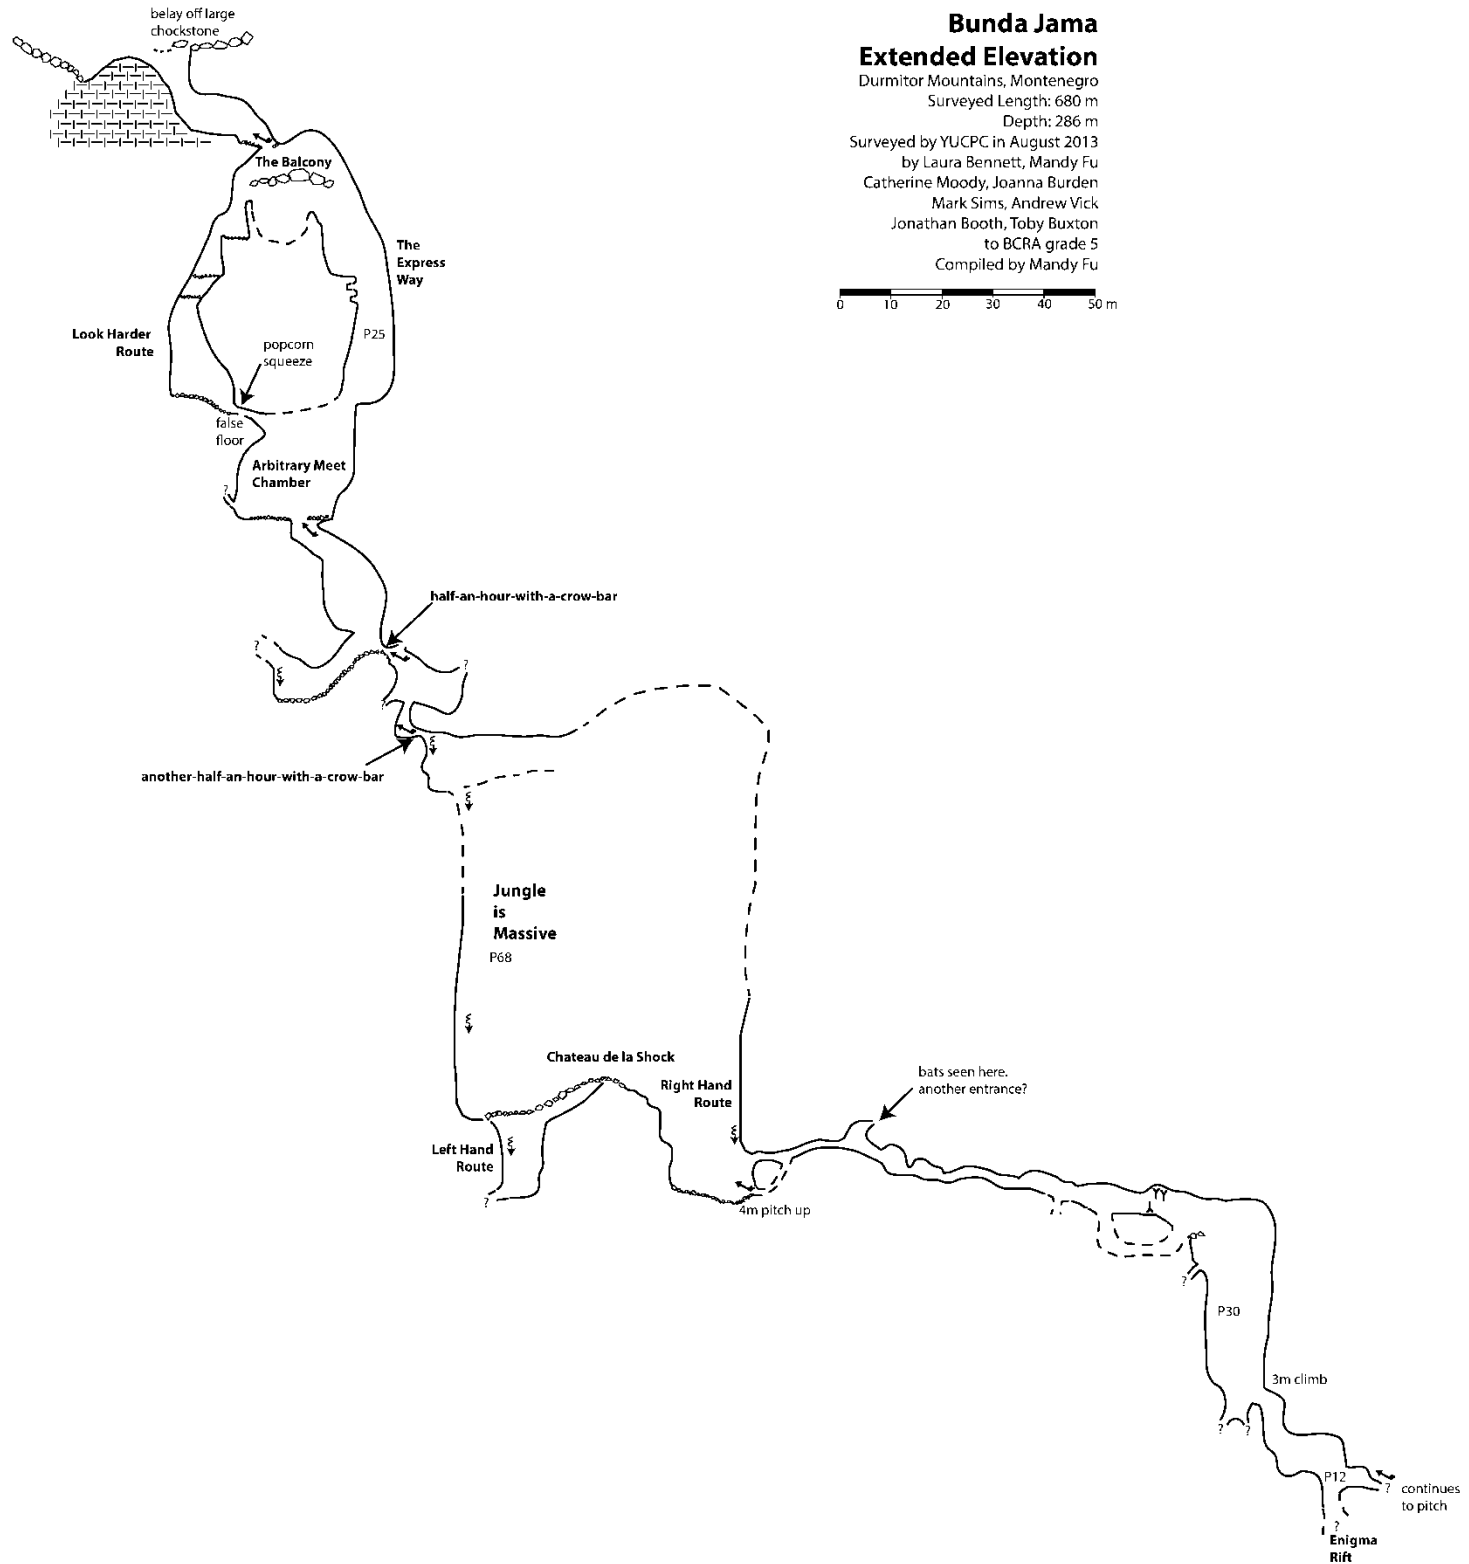 belay off large
chockstone
Bunda Jama
Extended Elevation
Durmitor Mountains, Montenegro
Surveyed Length: 680 m
Depth: 286 m
Surveyed by YUCPC in August 2013
by Laura Bennett, Mandy Fu
Catherine Moody, Joanna Burden
Mark Sims, Andrew Vick
Jonathan Booth, Toby Buxton
to BCRA grade 5
Compiled by Mandy Fu
0 10 20 30 40 50 m
The Balcony
The
Express
Way
Look Harder
Route
P25
popcorn
squeeze
false
floor
Arbitrary Meet
Chamber
?
half-an-hour-with-a-crow-bar
?
?
?
another-half-an-hour-with-a-crow-bar
Jungle
is
Massive
P68
Chateau de la Shock
Right Hand
Route
bats seen here.
another entrance?
Left Hand
Route
?
4m pitch up
?
P30
3m climb
?
?
P12
?
continues
to pitch
?
Enigma
Rift